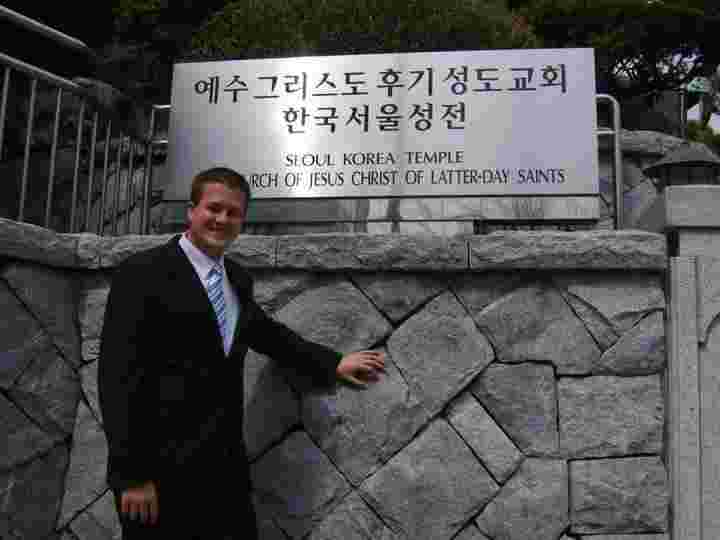 예수 그리스도 후기 성도 교회
한국 서울 성전
SEOUL KOREA TEMPLE
RCH OF JESUS CHRIST OF LATTER-DAY SAINTS